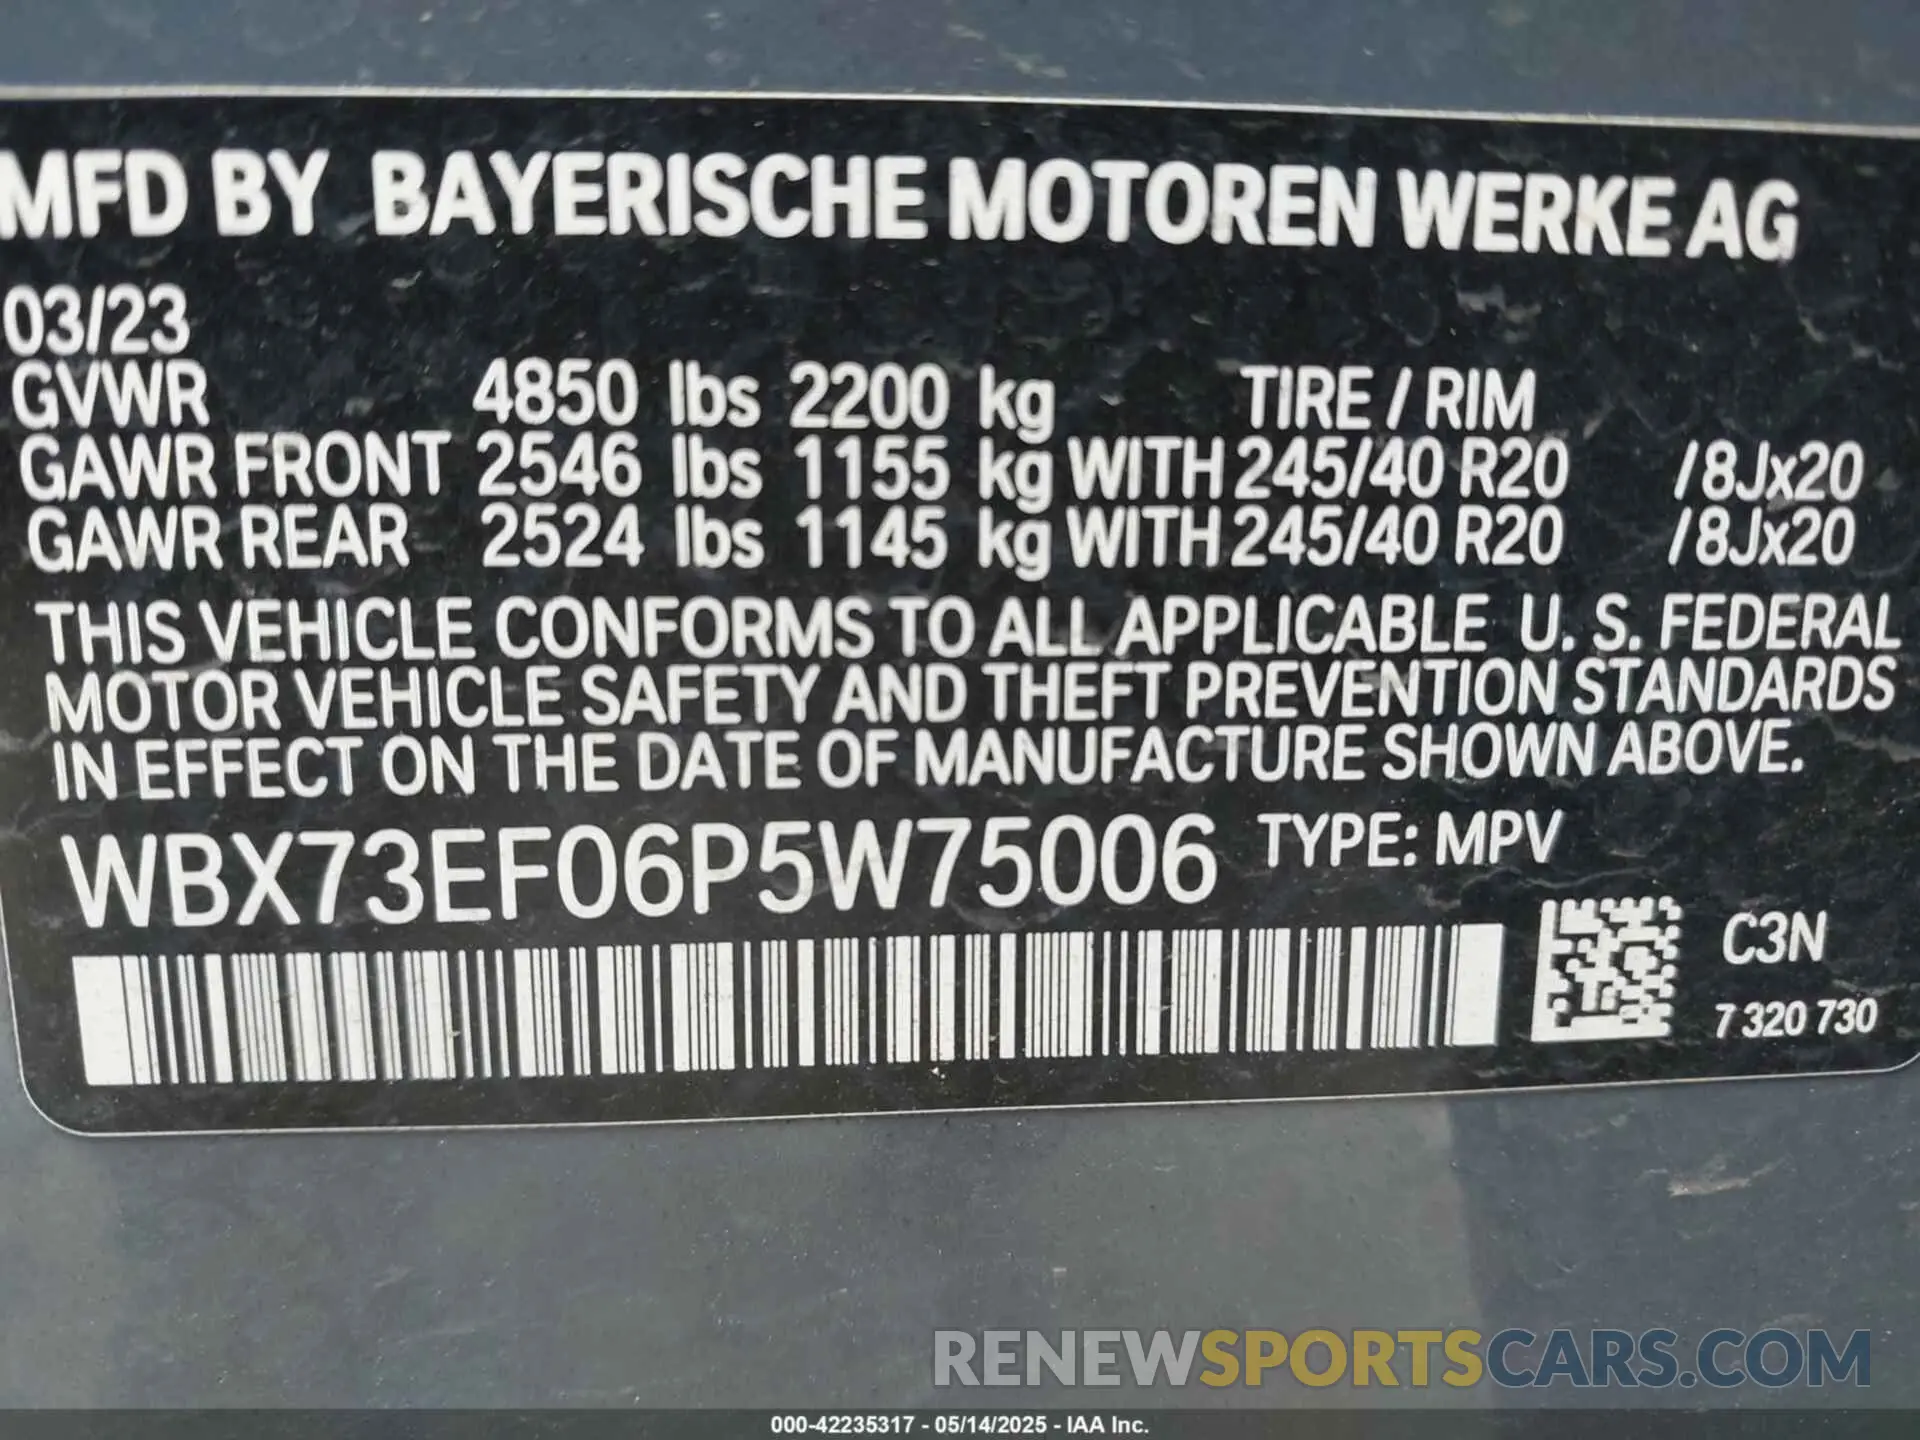 MFD BY BAYERISCHE MOTOREN WERKE AG
03/23
GVWR 4850 lbs 2200 kg TIRE / RIM
GAWR FRONT 2546 lbs 1155 kg WITH 245/40 R20 /8Jx20
GAWR REAR 2524 lbs 1145 kg WITH 245/40 R20 /8Jx20
THIS VEHICLE CONFORMS TO ALL APPLICABLE U. S. FEDERAL
MOTOR VEHICLE SAFETY AND THEFT PREVENTION STANDARDS
IN EFFECT ON THE DATE OF MANUFACTURE SHOWN ABOVE.
WBX73EF06P5W75006 TYPE: MPV
C3N
7 320 730
RENEWSPORTSCARS.COM
000-42235317 - 05/14/2025 - IAA Inc.